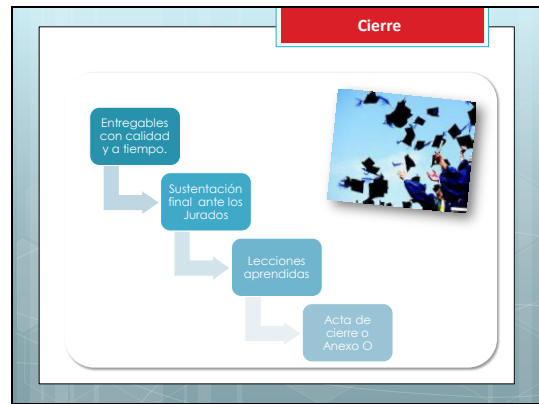 Cierre
Entregables
con calidad
y a tiempo.
Sustentación
final ante los
Jurados
Lecciones
aprendidas
Acta de
cierre o
Anexo O